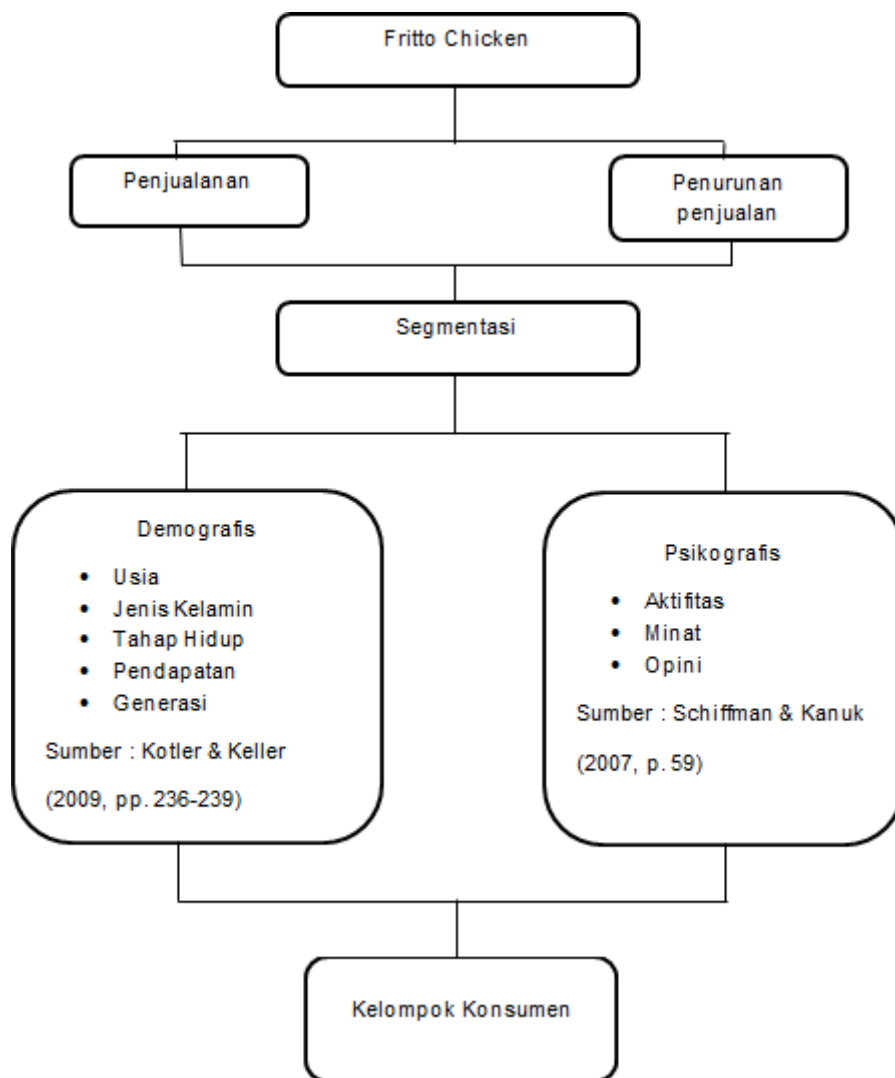 Fritto Chicken
Penjualanan
Penurunan
penjualan
Segmentasi
Demografis
• Usia
• Jenis Kelamin
• Tahap Hidup
• Pendapatan
• Generasi
Sumber : Kotler & Keller
(2009, pp. 236-239)
Psikografis
• Aktifitas
• Minat
• Opini
Sumber : Schiffman & Kanuk
(2007, p. 59)
Kelompok Konsumen